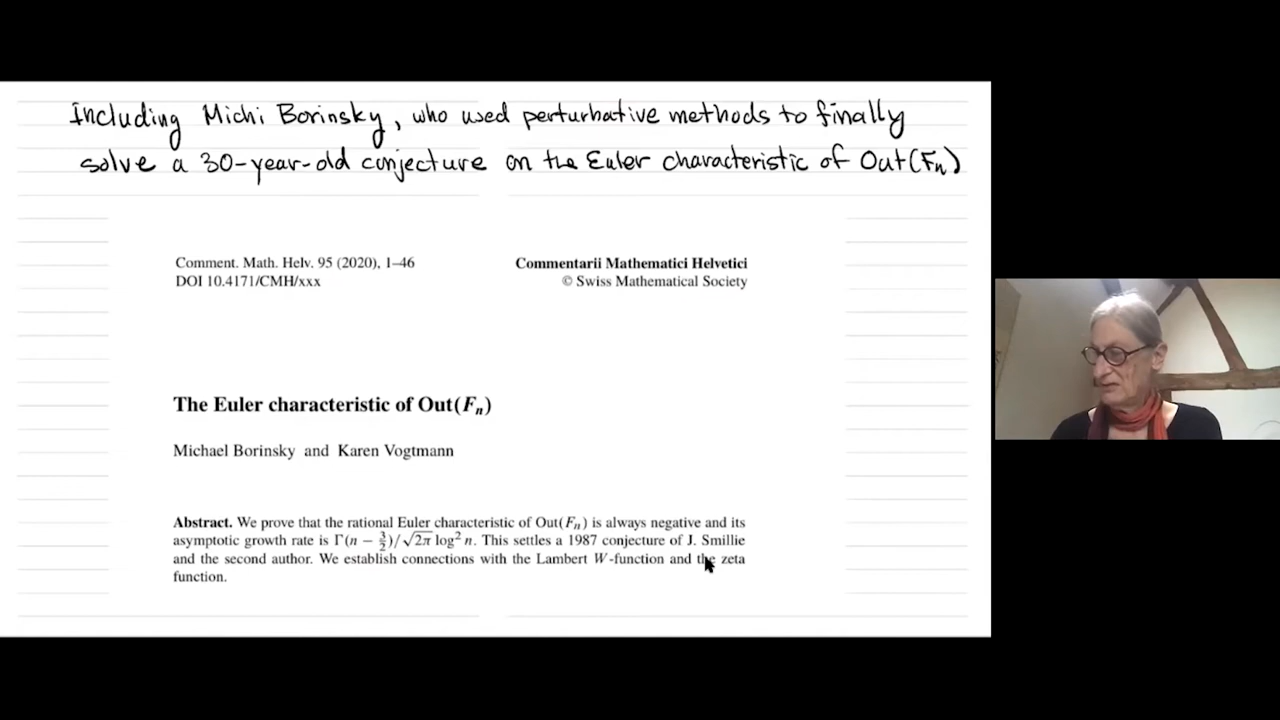 Including Michi Borinsky, who used perturbative methods to finally
solve a 30-year-old conjecture on the Euler characteristic of Out(Fn)
Comment. Math. Helv. 95 (2020), 1–46
DOI 10.4171/CMH/xxx
Commentarii Mathematici Helvetici
© Swiss Mathematical Society
The Euler characteristic of Out(Fₙ)
Michael Borinsky and Karen Vogtmann
Abstract. We prove that the rational Euler characteristic of Out(Fₙ) is always negative and its
asymptotic growth rate is Γ(n − 3/2)/√2π log² n. This settles a 1987 conjecture of J. Smillie
and the second author. We establish connections with the Lambert W-function and the zeta
function.